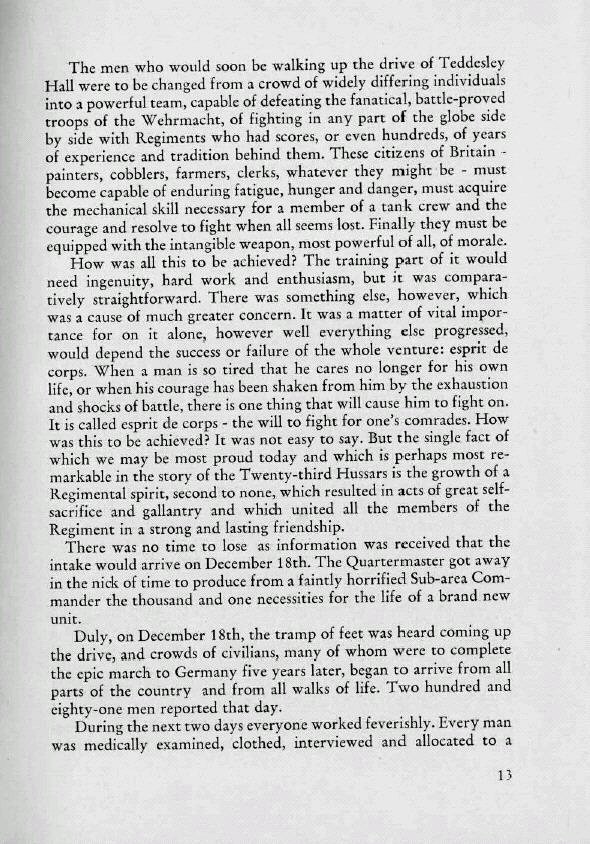 The men who would soon be walking up the drive of Teddesley
Hall were to be changed from a crowd of widely differing individuals
into a powerful team, capable of defeating the fanatical, battle-proved
troops of the Wehrmacht, of fighting in any part of the globe side
by side with Regiments who had scores, or even hundreds, of years
of experience and tradition behind them. These citizens of Britain -
painters, cobblers, farmers, clerks, whatever they might be - must
become capable of enduring fatigue, hunger and danger, must acquire
the mechanical skill necessary for a member of a tank crew and the
courage and resolve to fight when all seems lost. Finally they must be
equipped with the intangible weapon, most powerful of all, of morale.
How was all this to be achieved? The training part of it would
need ingenuity, hard work and enthusiasm, but it was compara-
tively straightforward. There was something else, however, which
was a cause of much greater concern. It was a matter of vital impor-
tance for on it alone, however well everything else progressed,
would depend the success or failure of the whole venture: esprit de
corps. When a man is so tired that he cares no longer for his own
life, or when his courage has been shaken from him by the exhaustion
and shocks of battle, there is one thing that will cause him to fight on.
It is called esprit de corps - the will to fight for one's comrades. How
was this to be achieved? It was not easy to say. But the single fact of
which we may be most proud today and which is perhaps most re-
markable in the story of the Twenty-third Hussars is the growth of a
Regimental spirit, second to none, which resulted in acts of great self-
sacrifice and gallantry and which united all the members of the
Regiment in a strong and lasting friendship.
There was no time to lose as information was received that the
intake would arrive on December 18th. The Quartermaster got away
in the nick of time to produce from a faintly horrified Sub-area Com-
mander the thousand and one necessities for the life of a brand new
unit.
Duly, on December 18th, the tramp of feet was heard coming up
the drive, and crowds of civilians, many of whom were to complete
the epic march to Germany five years later, began to arrive from all
parts of the country and from all walks of life. Two hundred and
eighty-one men reported that day.
During the next two days everyone worked feverishly. Every man
was medically examined, clothed, interviewed and allocated to a
13